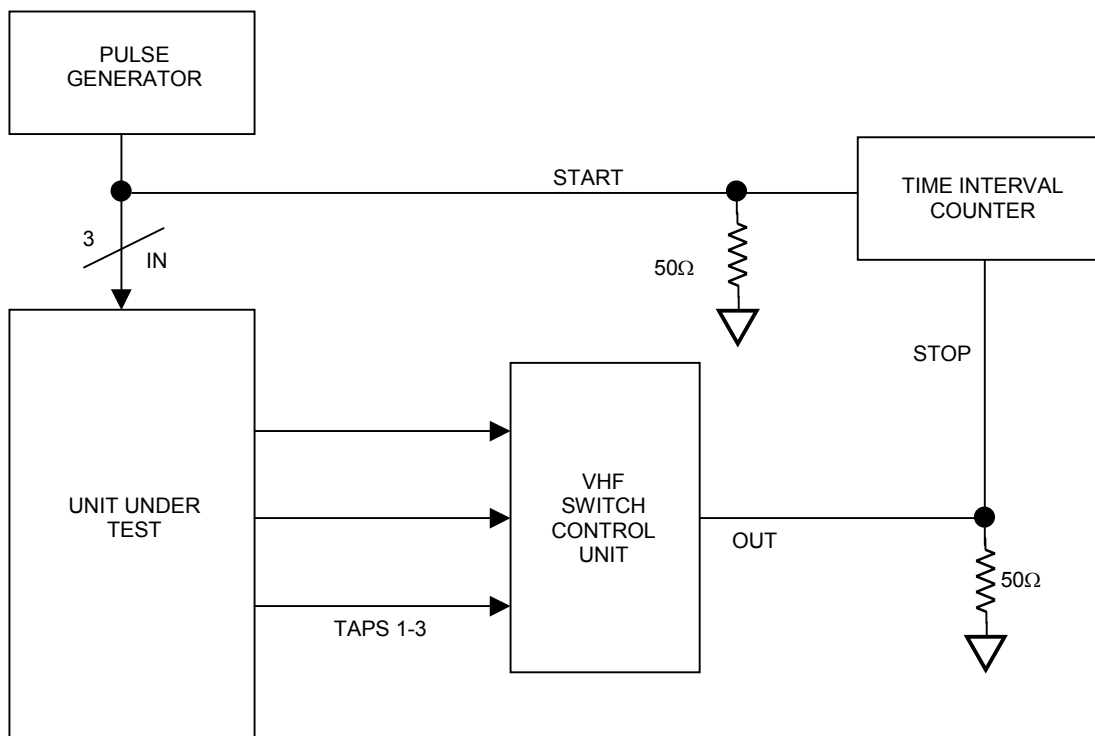 PULSE
GENERATOR
START
TIME INTERVAL
COUNTER
3
IN
50Ω
STOP
UNIT UNDER
TEST
VHF
SWITCH
CONTROL
UNIT
OUT
50Ω
TAPS 1-3